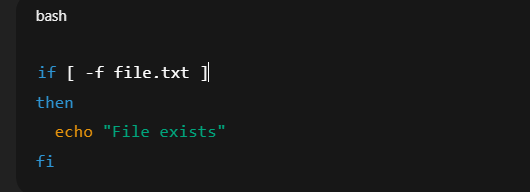 bash
if [ -f file.txt ]
then
  echo "File exists"
fi